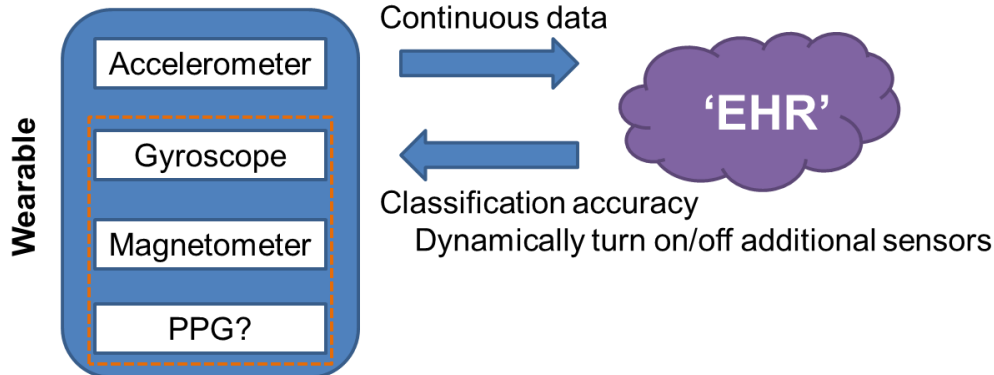 Wearable
Accelerometer
Gyroscope
Magnetometer
PPG?
Continuous data
‘EHR’
Classification accuracy
Dynamically turn on/off additional sensors